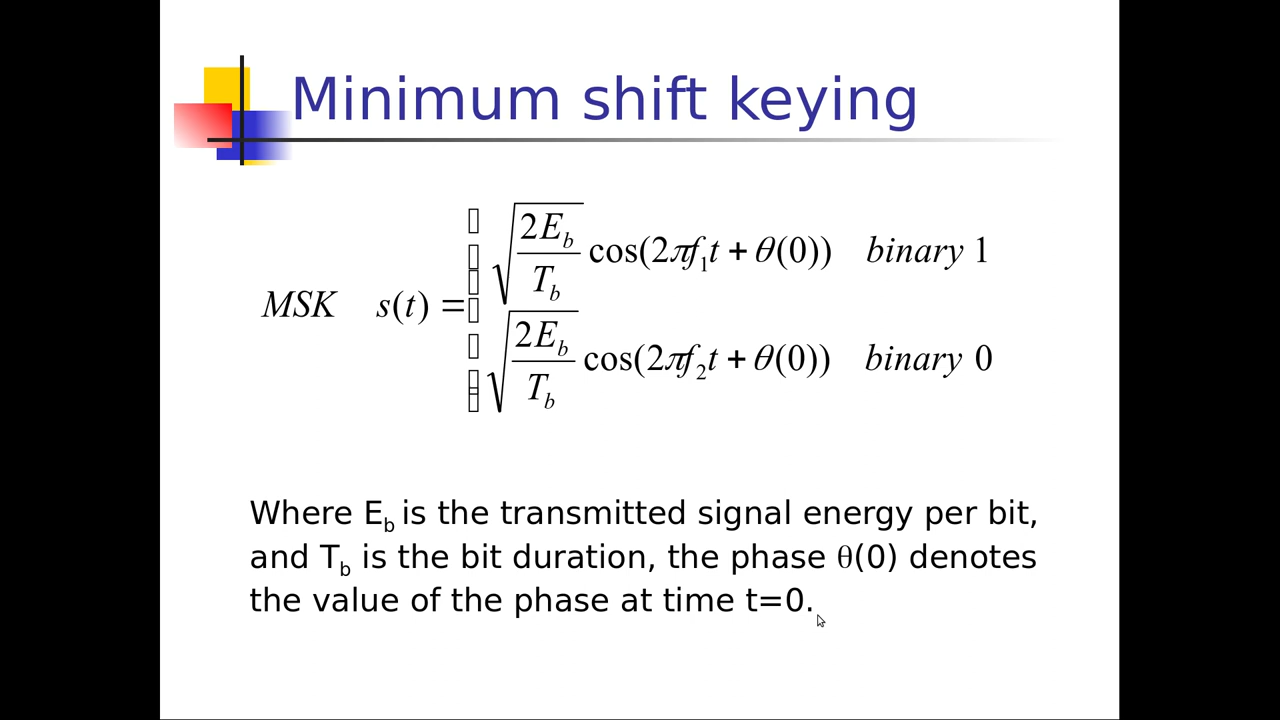 Minimum shift keying
MSK s(t) = √(2E_b/T_b) cos(2πf₁t + θ(0)) binary 1
√(2E_b/T_b) cos(2πf₂t + θ(0)) binary 0
Where E_b is the transmitted signal energy per bit,
and T_b is the bit duration, the phase θ(0) denotes
the value of the phase at time t=0.